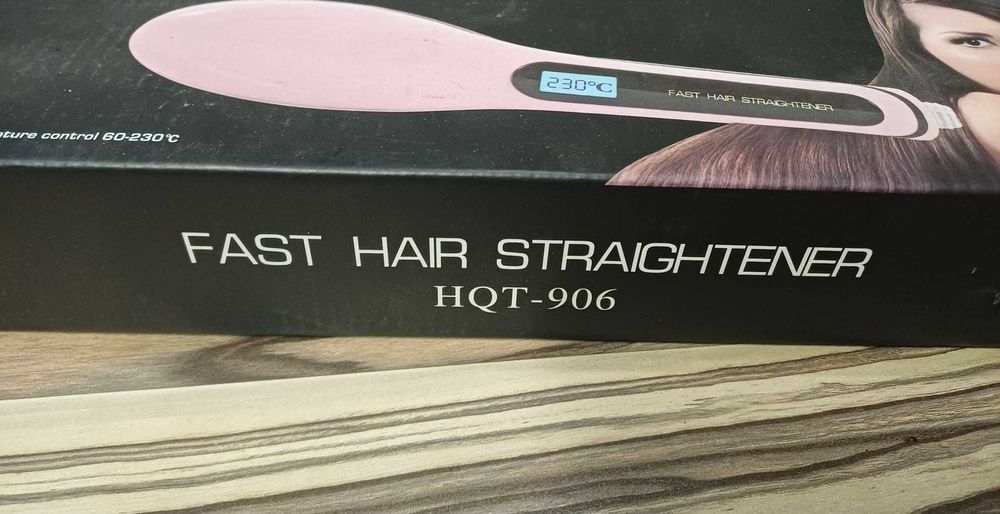 230°C
FAST HAIR STRAIGHTENER
control 60-230°C
FAST HAIR STRAIGHTENER
HQT-906